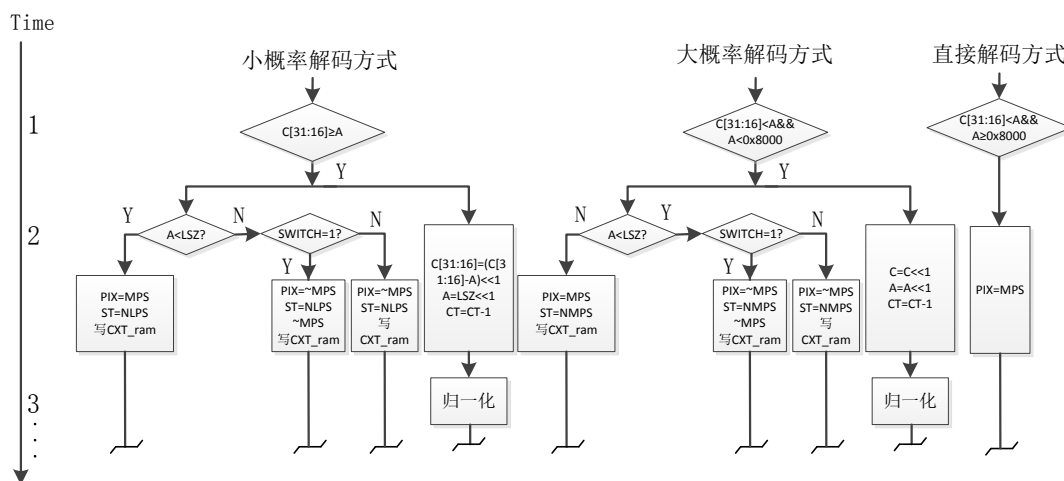 Time
小概率解码方式
大概率解码方式
直接解码方式
1
C[31:16]≥A
C[31:16]<A&&
A<0x8000
C[31:16]<A&&
A≥0x8000
Y
Y
2
Y
A<LSZ?
N
SWITCH=1?
N
N
A<LSZ?
Y
SWITCH=1?
N
Y
Y
PIX=MPS
ST=NLPS
写CXT_ram
PIX=~MPS
ST=NLPS
~MPS
写CXT_ram
PIX=~MPS
ST=NLPS
写
CXT_ram
C[31:16]=(C[3
1:16]-A)<<1
A=LSZ<<1
CT=CT-1
PIX=MPS
ST=NMPS
写CXT_ram
PIX=~MPS
ST=NMPS
~MPS
写CXT_ram
PIX=~MPS
ST=NMPS
写
CXT_ram
C=C<<1
A=A<<1
CT=CT-1
PIX=MPS
3
归一化
归一化